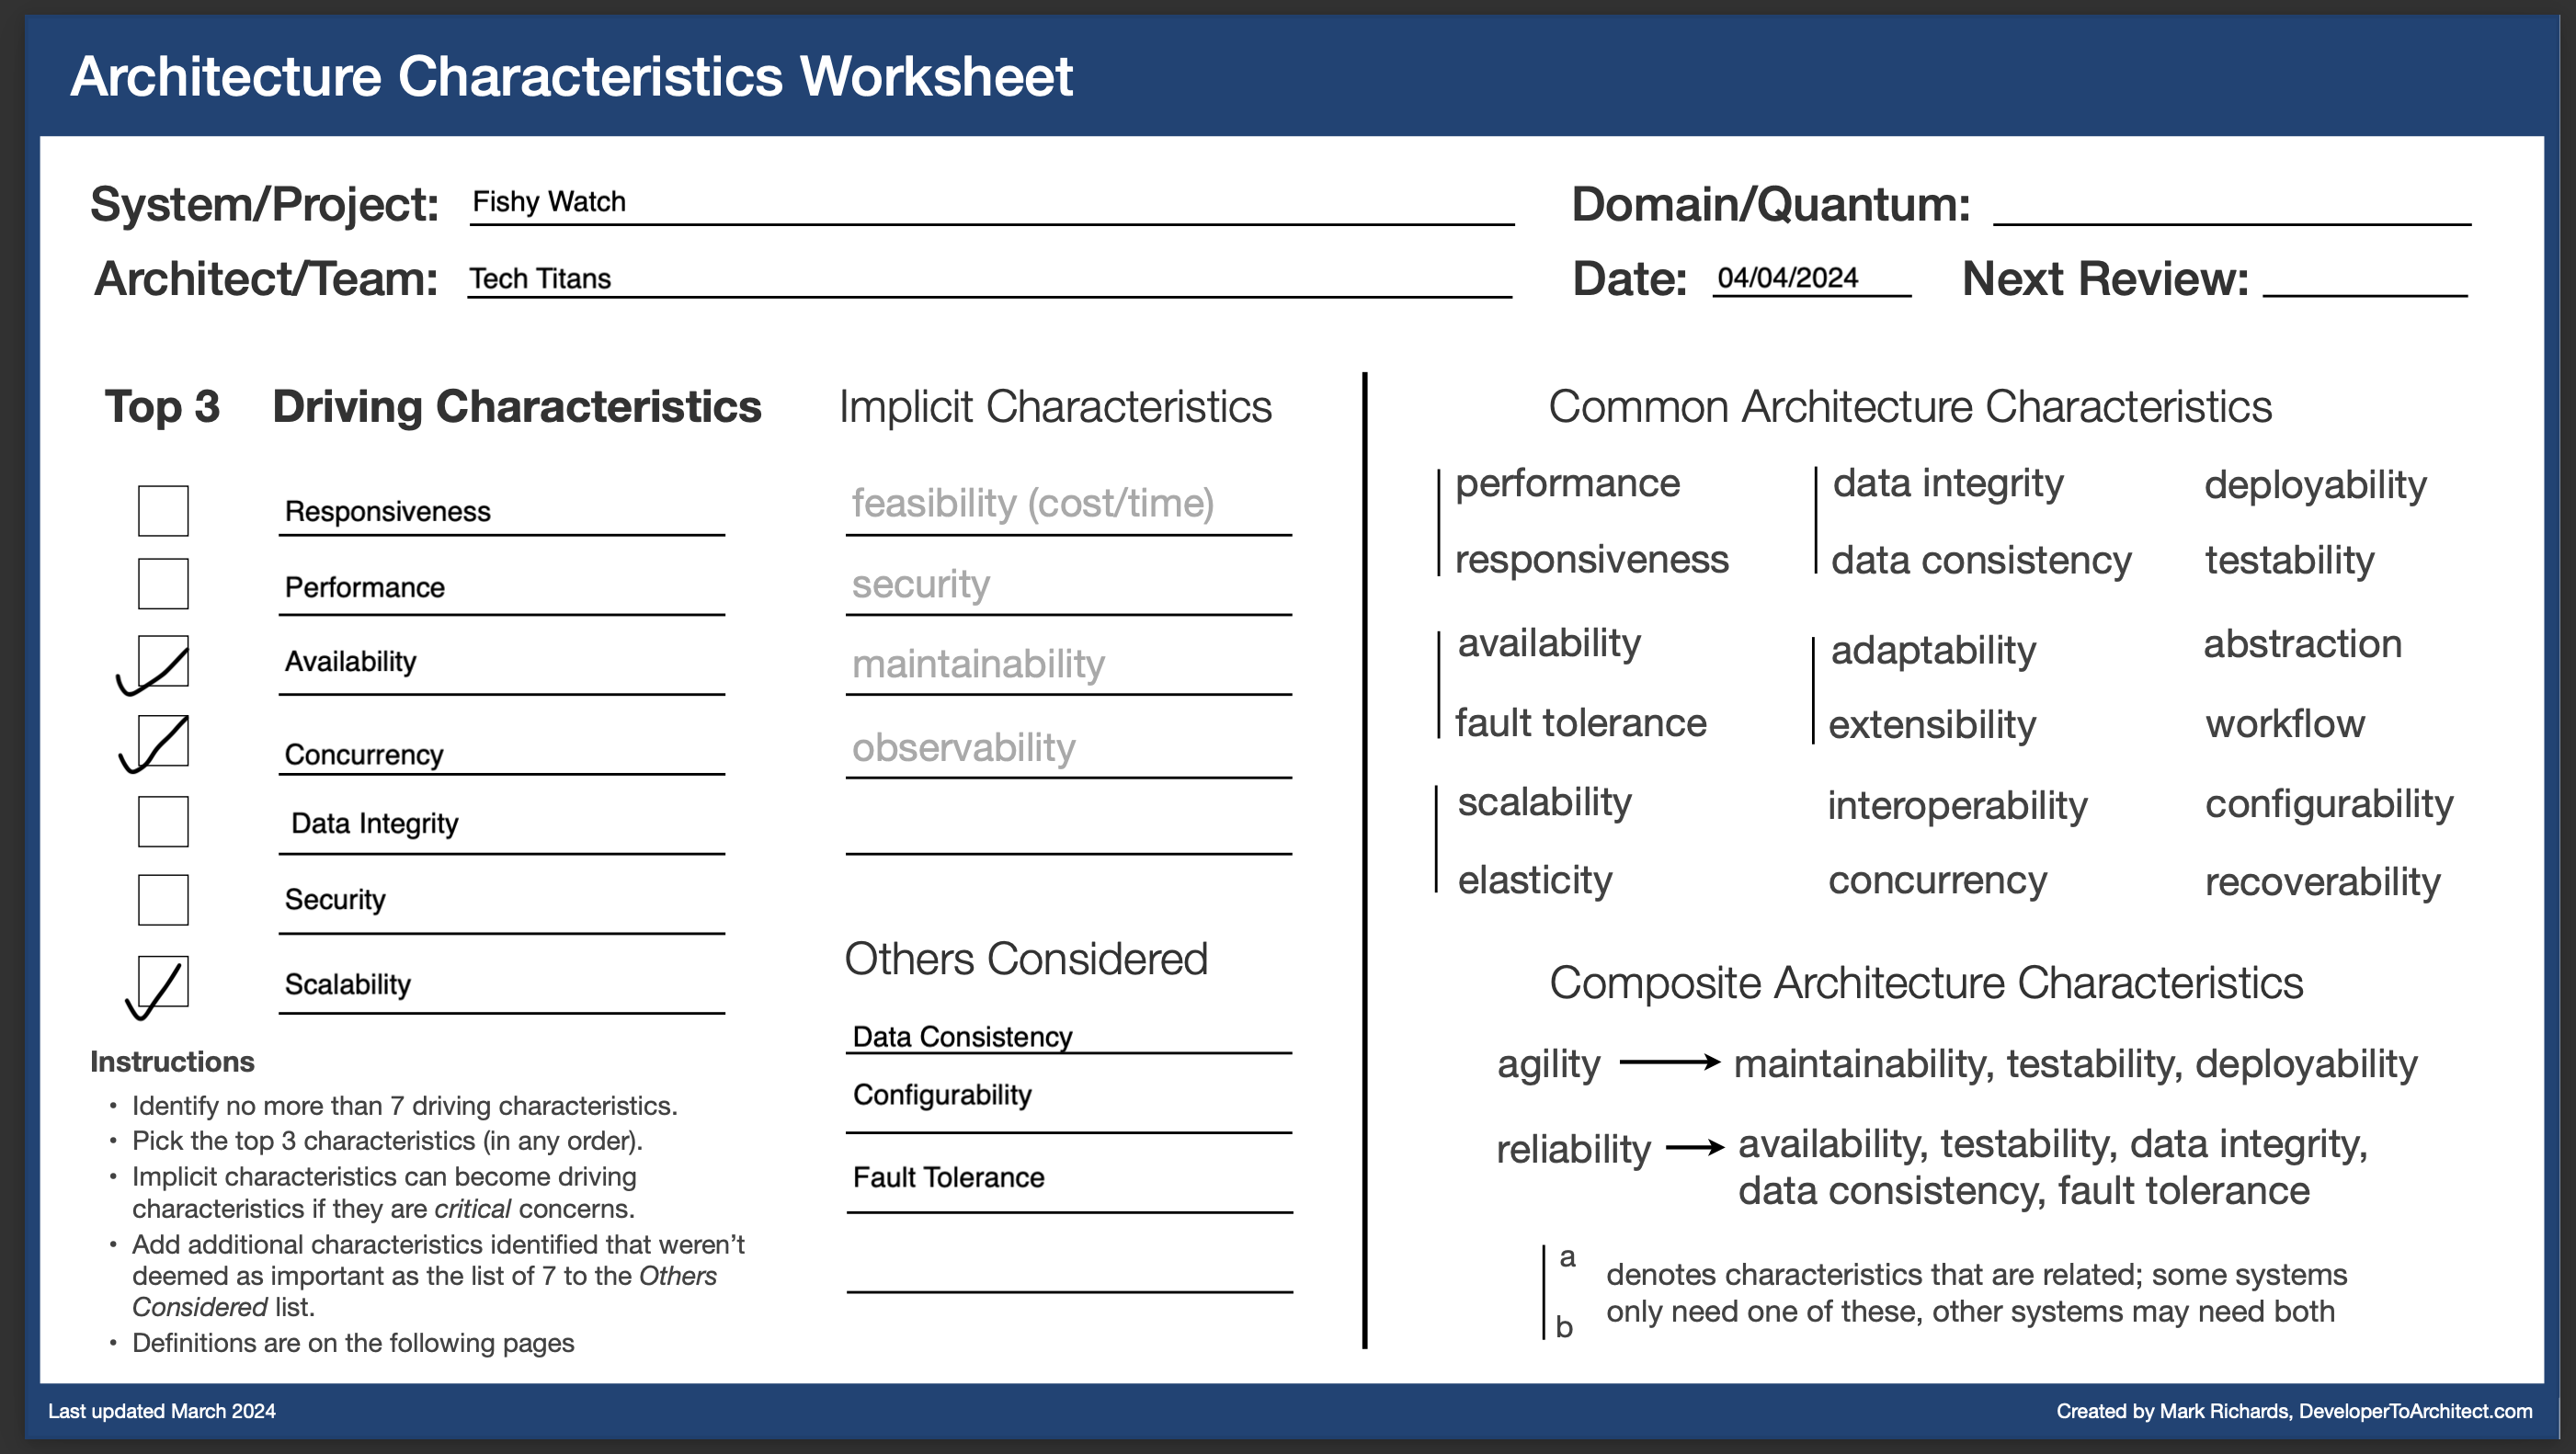 Architecture Characteristics Worksheet
System/Project: Fishy Watch
Domain/Quantum:
Architect/Team: Tech Titans
Date: 04/04/2024 Next Review:
Top 3 Driving Characteristics
Responsiveness
Performance
Availability
Concurrency
Data Integrity
Security
Scalability
Instructions
• Identify no more than 7 driving characteristics.
• Pick the top 3 characteristics (in any order).
• Implicit characteristics can become driving
characteristics if they are critical concerns.
• Add additional characteristics identified that weren’t
deemed as important as the list of 7 to the Others
Considered list.
• Definitions are on the following pages
Implicit Characteristics
feasibility (cost/time)
security
maintainability
observability
Others Considered
Data Consistency
Configurability
Fault Tolerance
Common Architecture Characteristics
performance
responsiveness
availability
fault tolerance
scalability
elasticity
data integrity
data consistency
adaptability
extensibility
interoperability
concurrency
deployability
testability
abstraction
workflow
configurability
recoverability
Composite Architecture Characteristics
agility maintainability, testability, deployability
reliability availability, testability, data integrity,
data consistency, fault tolerance
a
b
denotes characteristics that are related; some systems
only need one of these, other systems may need both
Last updated March 2024
Created by Mark Richards, DeveloperToArchitect.com